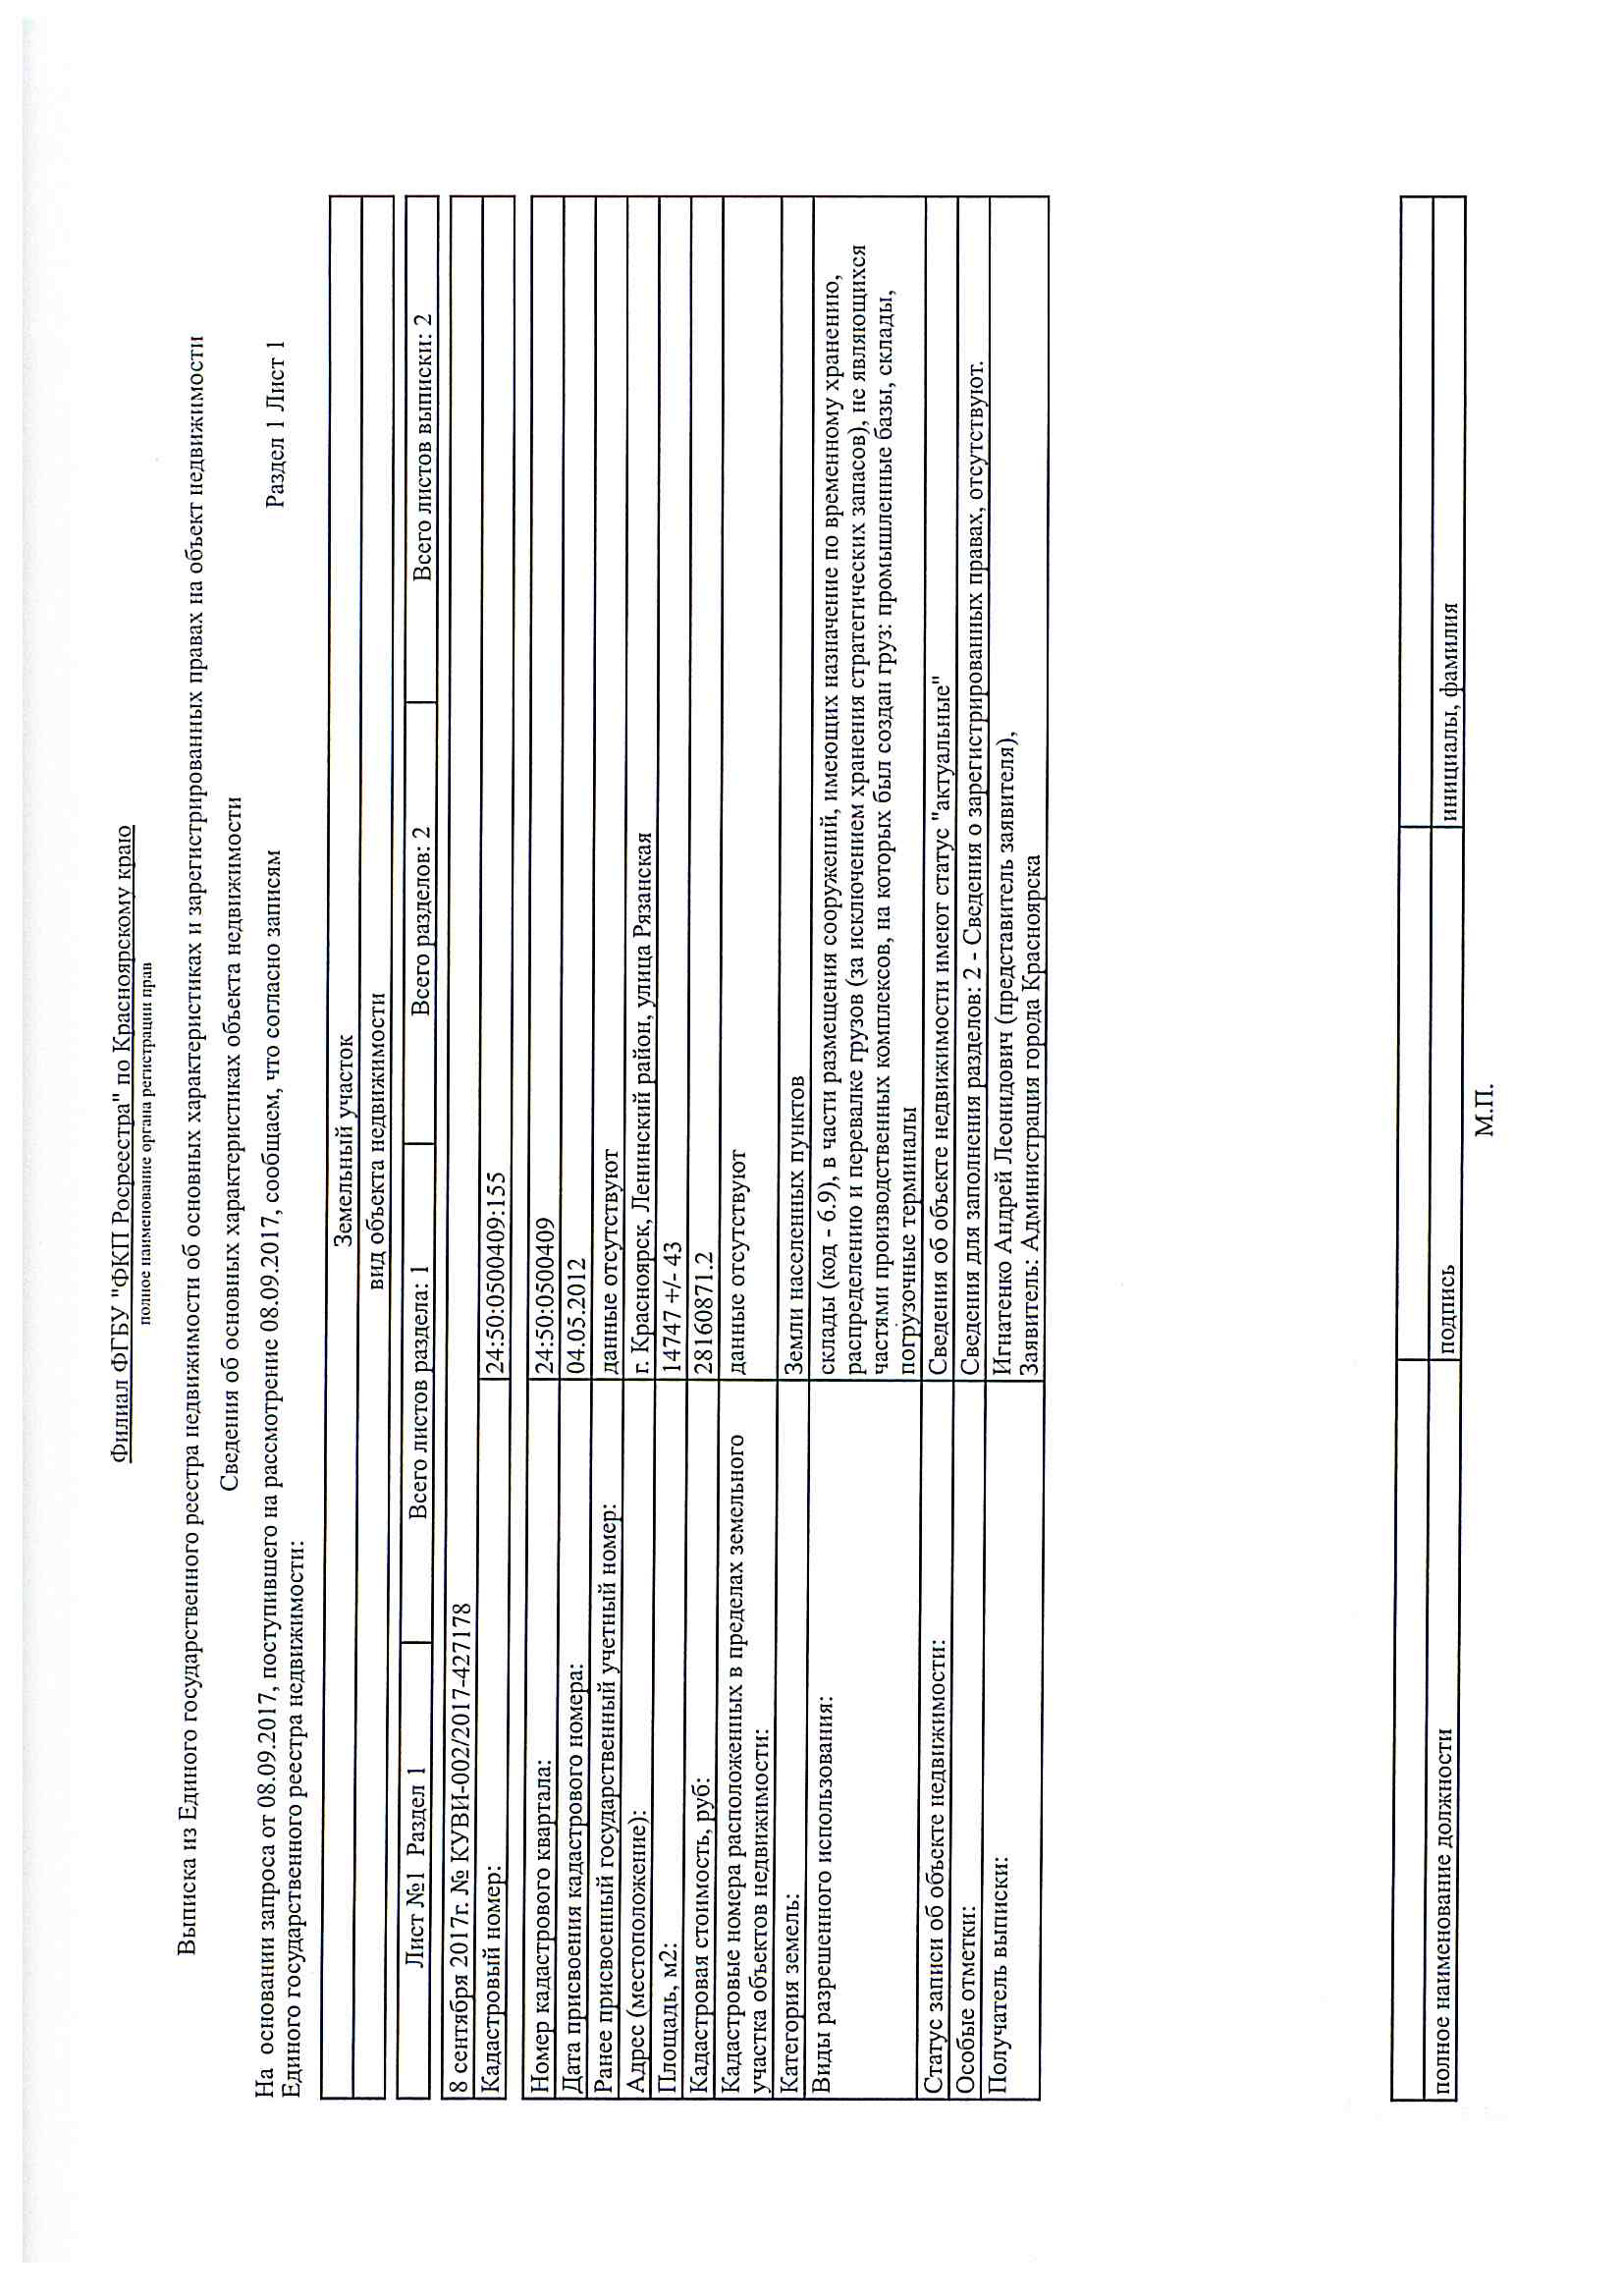 Филиал ФГБУ "ФКП Росреестра" по Красноярскому краю
полное наименование органа регистрации прав
Выписка из Единого государственного реестра недвижимости об основных характеристиках и зарегистрированных правах на объект недвижимости
Сведения об основных характеристиках объекта недвижимости
Раздел 1 Лист 1
На основании запроса от 08.09.2017, поступившего на рассмотрение 08.09.2017, сообщаем, что согласно записям
Единого государственного реестра недвижимости:
Земельный участок
вид объекта недвижимости
Лист №1 Раздел 1 Всего листов раздела: 1 Всего разделов: 2 Всего листов выписки: 2
8 сентября 2017г. № КУВИ-002/2017-427178
Кадастровый номер: 24:50:0500409:155
Номер кадастрового квартала: 24:50:0500409
Дата присвоения кадастрового номера: 04.05.2012
Ранее присвоенный государственный учетный номер: данные отсутствуют
Адрес (местоположение): г. Красноярск, Ленинский район, улица Рязанская
Площадь, м2: 14747 +/- 43
Кадастровая стоимость, руб: 28160871.2
Кадастровые номера расположенных в пределах земельного
участка объектов недвижимости: данные отсутствуют
Категория земель: Земли населенных пунктов
Виды разрешенного использования: склады (код - 6.9), в части размещения сооружений, имеющих назначение по временному хранению,
распределению и перевалке грузов (за исключением хранения стратегических запасов), не являющихся
частями производственных комплексов, на которых был создан груз: промышленные базы, склады,
погрузочные терминалы
Статус записи об объекте недвижимости: Сведения об объекте недвижимости имеют статус "актуальные"
Особые отметки: Сведения для заполнения разделов: 2 - Сведения о зарегистрированных правах, отсутствуют.
Получатель выписки: Игнатенко Андрей Леонидович (представитель заявителя),
Заявитель: Администрация города Красноярска
полное наименование должности подпись инициалы, фамилия
М.П.